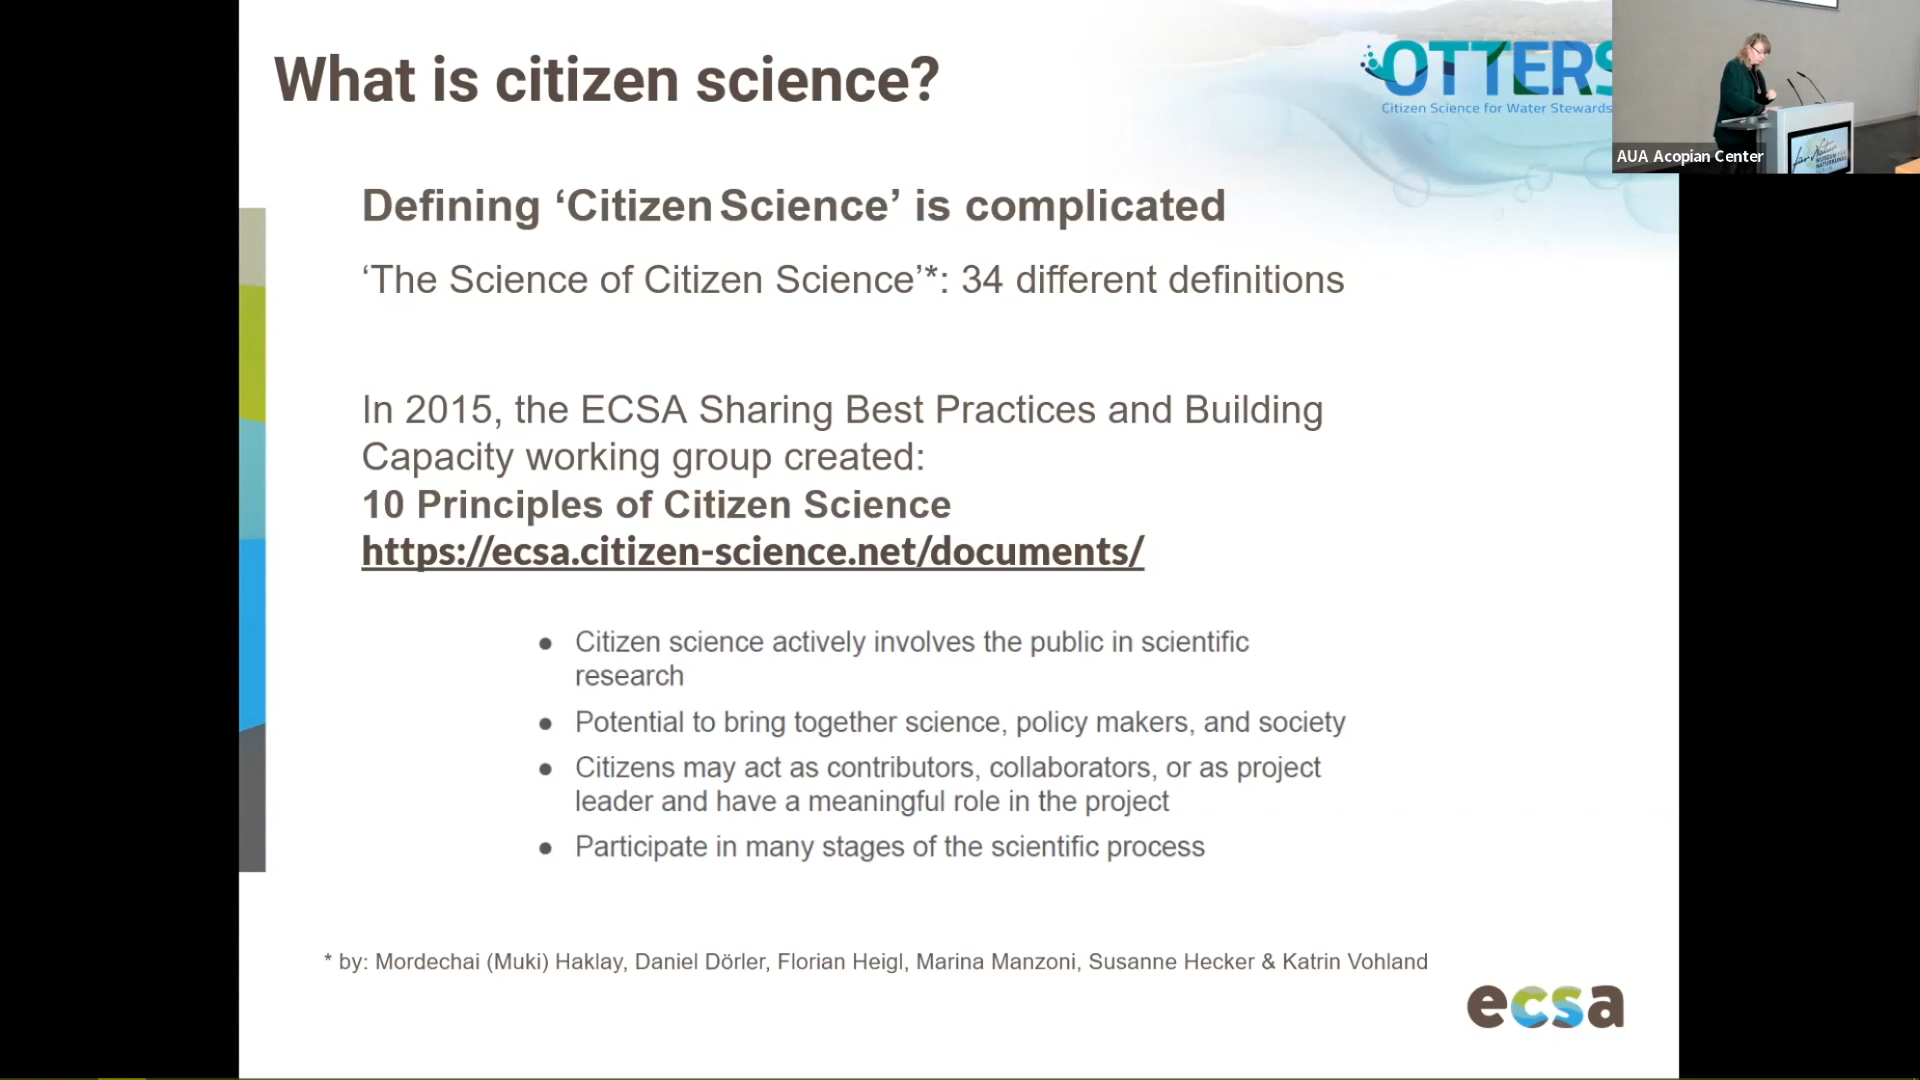 What is citizen science?
OTTERS
Citizen Science for Water Stewards
AUA Acopian Center
Defining ‘Citizen Science’ is complicated
‘The Science of Citizen Science’*: 34 different definitions
In 2015, the ECSA Sharing Best Practices and Building
Capacity working group created:
10 Principles of Citizen Science
https://ecsa.citizen-science.net/documents/
● Citizen science actively involves the public in scientific
research
● Potential to bring together science, policy makers, and society
● Citizens may act as contributors, collaborators, or as project
leader and have a meaningful role in the project
● Participate in many stages of the scientific process
* by: Mordechai (Muki) Haklay, Daniel Dörler, Florian Heigl, Marina Manzoni, Susanne Hecker & Katrin Vohland
ecsa